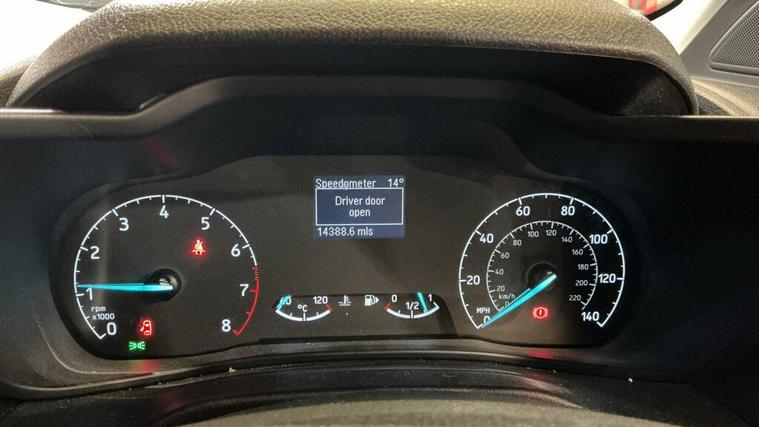 Speedometer 14°
Driver door
open
14388.6 mls
0 1 2 3 4 5 6 7 8
rpm
x1000
60 120
°C
0 1/2 1
0 20 40 60 80 100 120 140
MPH
0 20 40 60 80 100 120 140 160 180 200 220
km/h